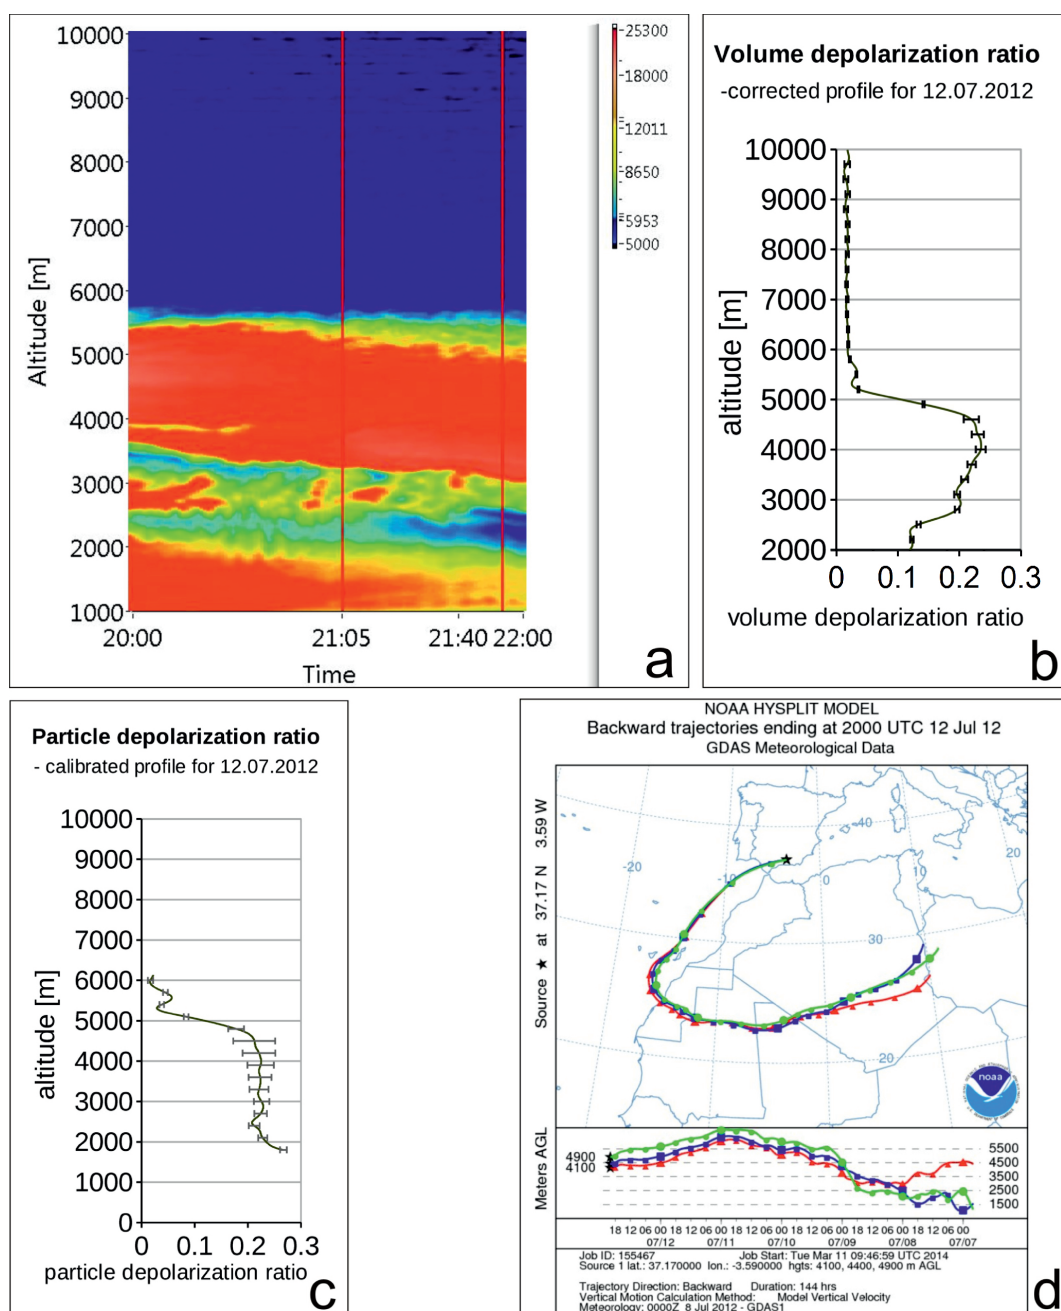 10000
9000
8000
7000
6000
5000
4000
3000
2000
1000
Altitude [m]
20:00
21:05
21:40 22:00
Time
25300
18000
12011
8650
5953
5000
a
Volume depolarization ratio
-corrected profile for 12.07.2012
10000
9000
8000
7000
6000
5000
4000
3000
2000
altitude [m]
0 0.1 0.2 0.3
volume depolarization ratio
b
Particle depolarization ratio
- calibrated profile for 12.07.2012
10000
9000
8000
7000
6000
5000
4000
3000
2000
1000
0
altitude [m]
0 0.1 0.2 0.3
particle depolarization ratio
c
NOAA HYSPLIT MODEL
Backward trajectories ending at 2000 UTC 12 Jul 12
GDAS Meteorological Data
Source ★ at 37.17 N 3.59 W
-20
-10
0
10
20
40
30
20
noaa
Meters AGL
4900
4100
5500
4500
3500
2500
1500
18 12 06 00 18 12 06 00 18 12 06 00 18 12 06 00 18 12 06 00 18 12 06 00
07/12 07/11 07/10 07/09 07/08 07/07
Job ID: 155467 Job Start: Tue Mar 11 09:46:59 UTC 2014
Source 1 lat.: 37.170000 lon.: -3.590000 hgts: 4100, 4400, 4900 m AGL
Trajectory Direction: Backward Duration: 144 hrs
Vertical Motion Calculation Method: Model Vertical Velocity
Meteorology: 0000Z 8 Jul 2012 - GDAS1
d